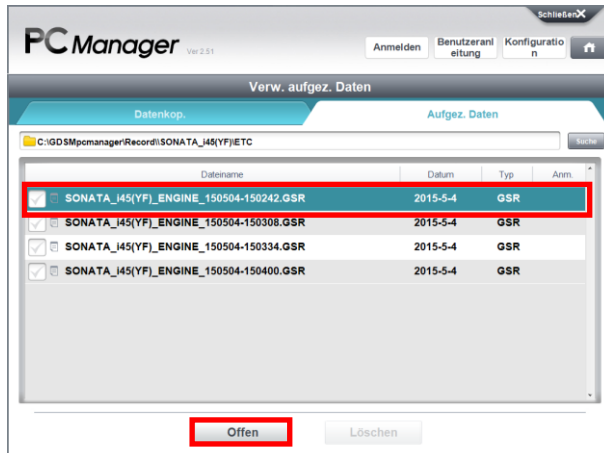 Schließen X
PC Manager Ver 2.51
Anmelden
Benutzeranl
eitung
Konfiguratio
n
Verw. aufgez. Daten
Datenkop.
Aufgez. Daten
C:\GDSMpcmanager\Record\\SONATA_i45(YF)\ETC
Suche
Dateiname Datum Typ Anm.
SONATA_i45(YF)_ENGINE_150504-150242.GSR 2015-5-4 GSR
SONATA_i45(YF)_ENGINE_150504-150308.GSR 2015-5-4 GSR
SONATA_i45(YF)_ENGINE_150504-150334.GSR 2015-5-4 GSR
SONATA_i45(YF)_ENGINE_150504-150400.GSR 2015-5-4 GSR
Offen
Löschen